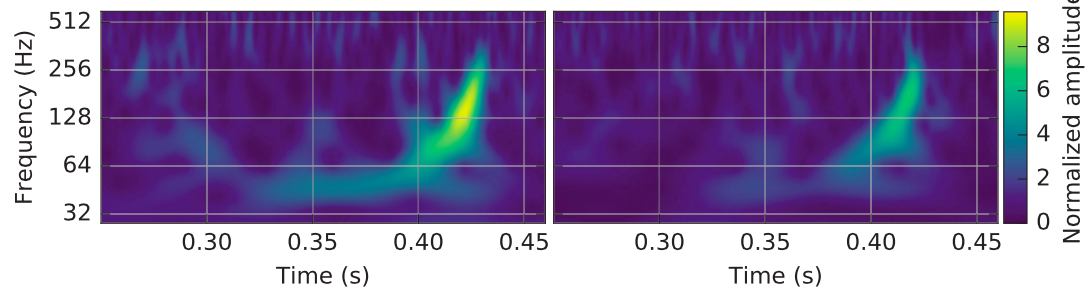 Frequency (Hz)
512
256
128
64
32
0.30 0.35 0.40 0.45
Time (s)
0.30 0.35 0.40 0.45
Time (s)
8
6
4
2
0
Normalized amplitude